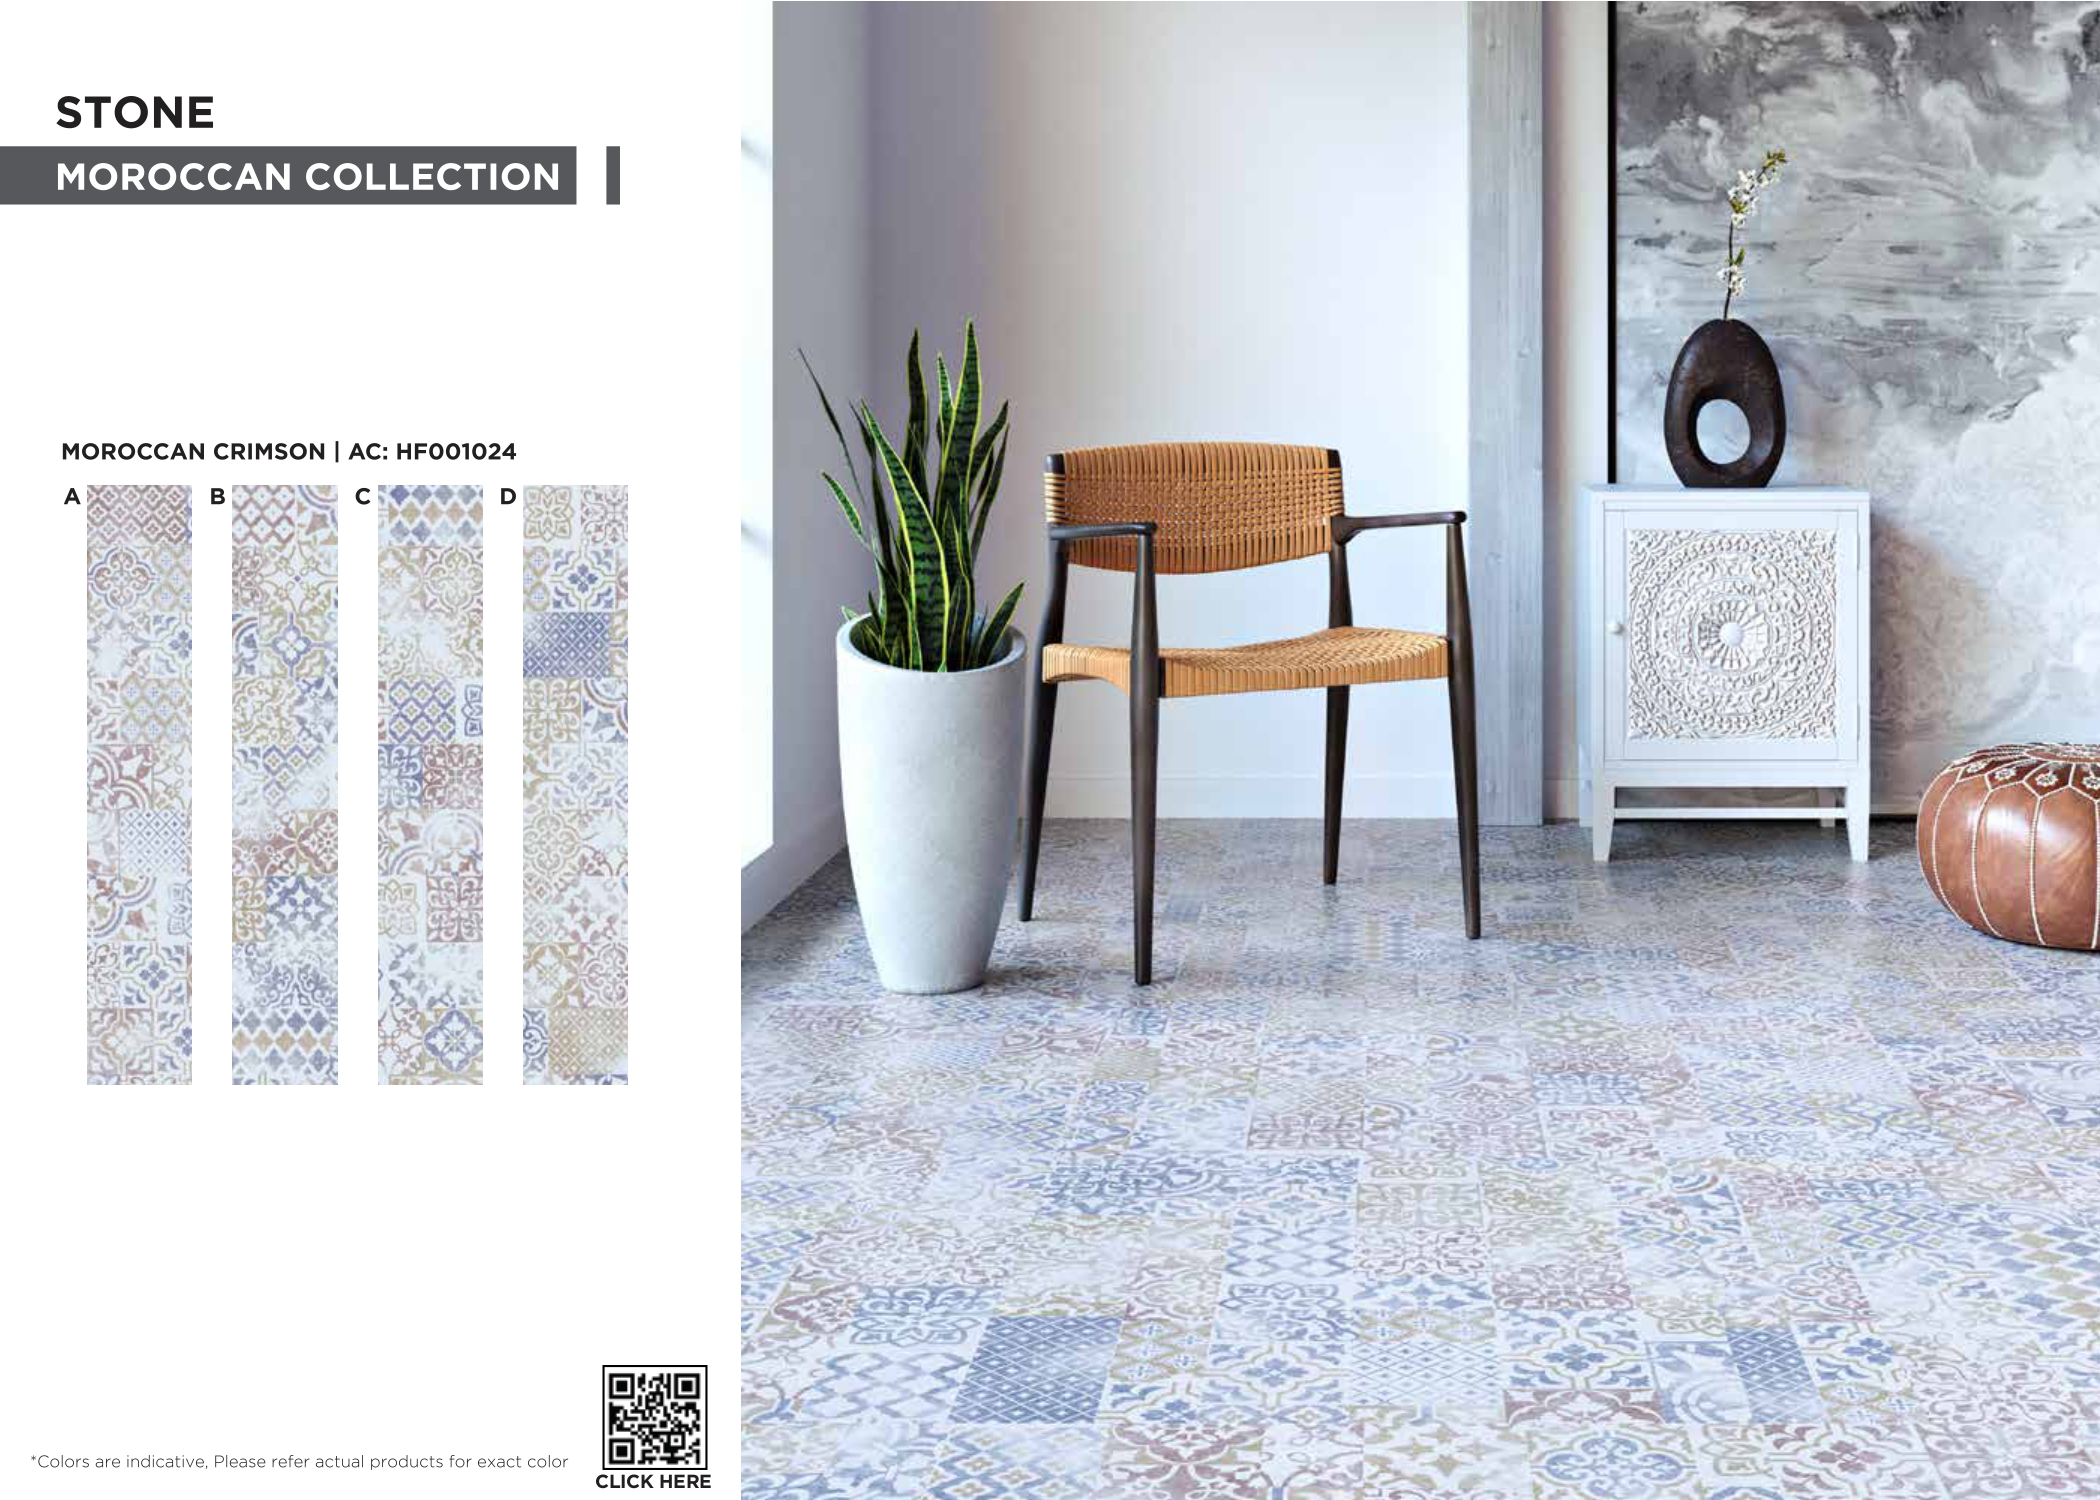 STONE
MOROCCAN COLLECTION
MOROCCAN CRIMSON | AC: HF001024
A B C D
*Colors are indicative, Please refer actual products for exact color
CLICK HERE